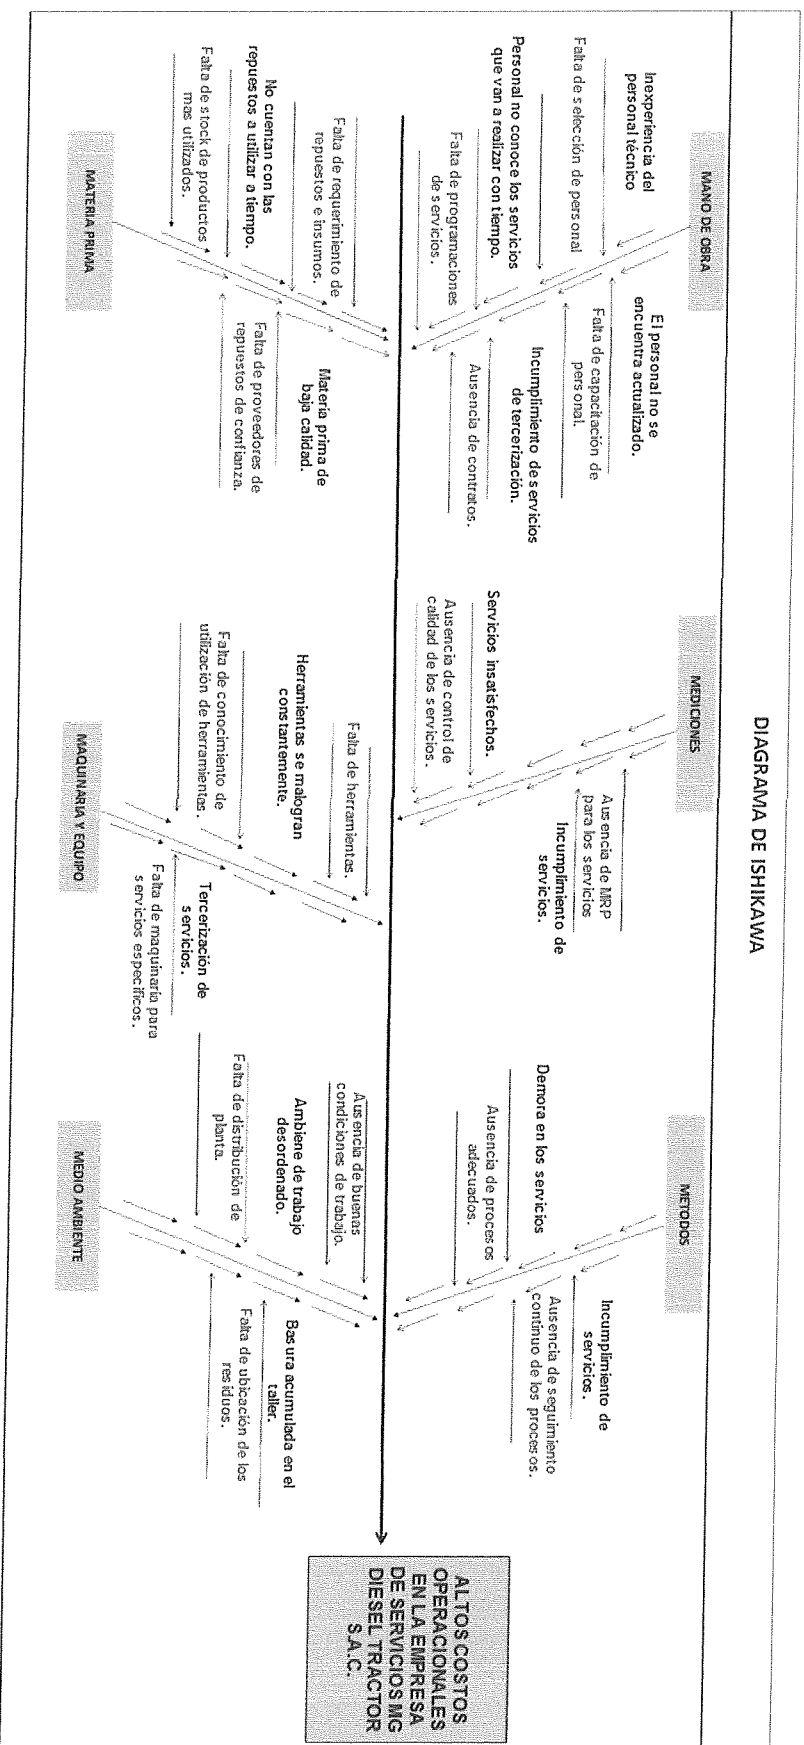 DIAGRAMA DE ISHIKAWA
MANO DE OBRA
Inexperiencia del
personal técnico
Falta de selección de personal
Personal no conoce los servicios
que van a realizar con tiempo.
Falta de programaciones
de servicios.
El personal no se
encuentra actualizado.
Falta de capacitación de
personal.
Incumplimiento de servicios
de tercerización.
Ausencia de contratos.
MEDICIONES
Servicios insatisfechos.
Ausencia de control de
calidad de los servicios.
Ausencia de MRP
para los servicios
Incumplimiento de
servicios.
METODOS
Demora en los servicios
Ausencia de procesos
adecuados.
Incumplimiento de
servicios.
Ausencia de seguimiento
continuo de los procesos.
ALTOS COSTOS
OPERACIONALES
EN LA EMPRESA
DE SERVICIOS MG
DIESEL TRACTOR
S.A.C.
Falta de requerimiento de
repuestos e insumos.
No cuentan con las
repuestos a utilizar a tiempo.
Falta de stock de productos
mas utilizados.
Materia prima de
baja calidad.
Falta de proveedores de
repuestos de confianza.
MATERIA PRIMA
Falta de herramientas.
Herramientas se malogran
constantemente.
Falta de conocimiento de
utilización de herramientas.
Tercerización de
servicios.
Falta de maquinaria para
servicios especificos.
MAQUINARIA Y EQUIPO
Ausencia de buenas
condiciones de trabajo.
Ambiene de trabajo
desordenado.
Falta de distribución de
planta.
Basura acumulada en el
taller.
Falta de ubicación de los
residuos.
MEDIO AMBIENTE